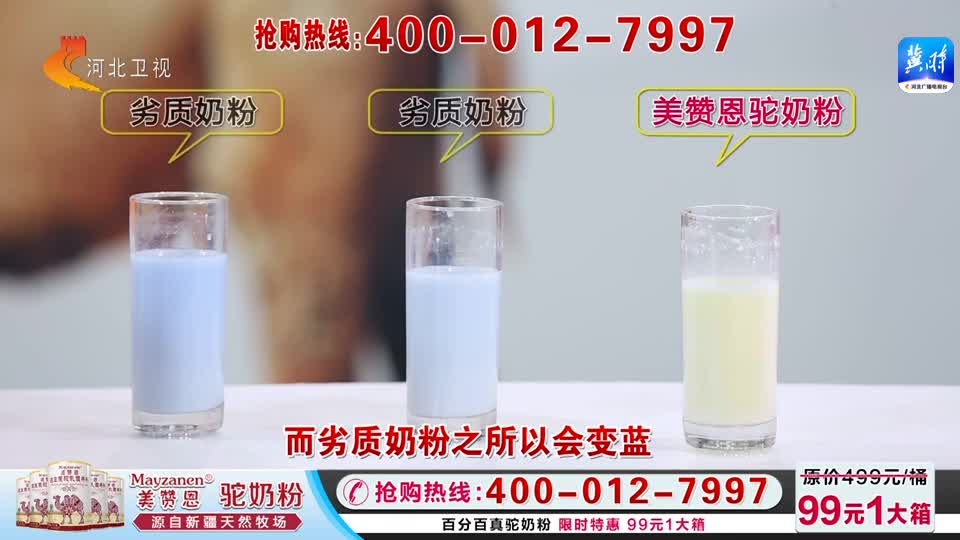 抢购热线:400-012-7997
河北卫视
冀时
河北广播电视台
劣质奶粉
劣质奶粉
美赞恩驼奶粉
而劣质奶粉之所以会变蓝
Mayzanen®
美赞恩 驼奶粉
源自新疆天然牧场
抢购热线:400-012-7997
百分百真驼奶粉 限时特惠 99元1大箱
原价499元/桶
99元1大箱